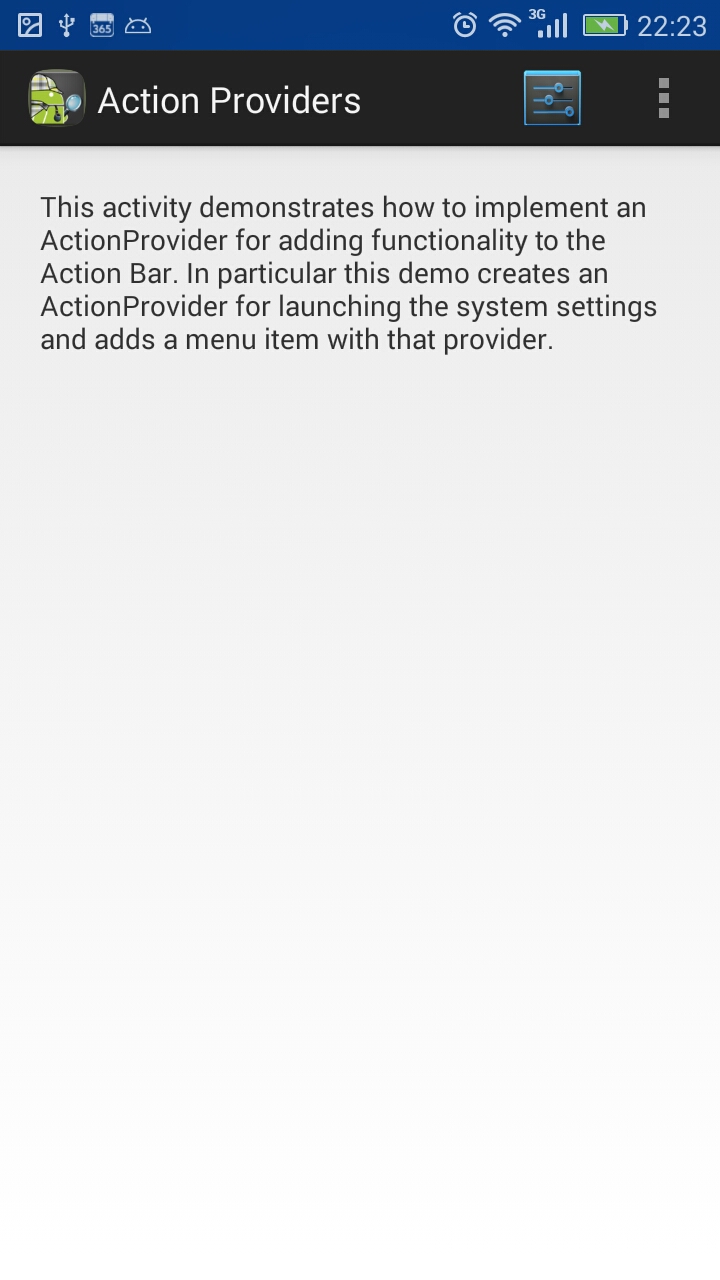 365 3G 22:23
Action Providers
This activity demonstrates how to implement an
ActionProvider for adding functionality to the
Action Bar. In particular this demo creates an
ActionProvider for launching the system settings
and adds a menu item with that provider.